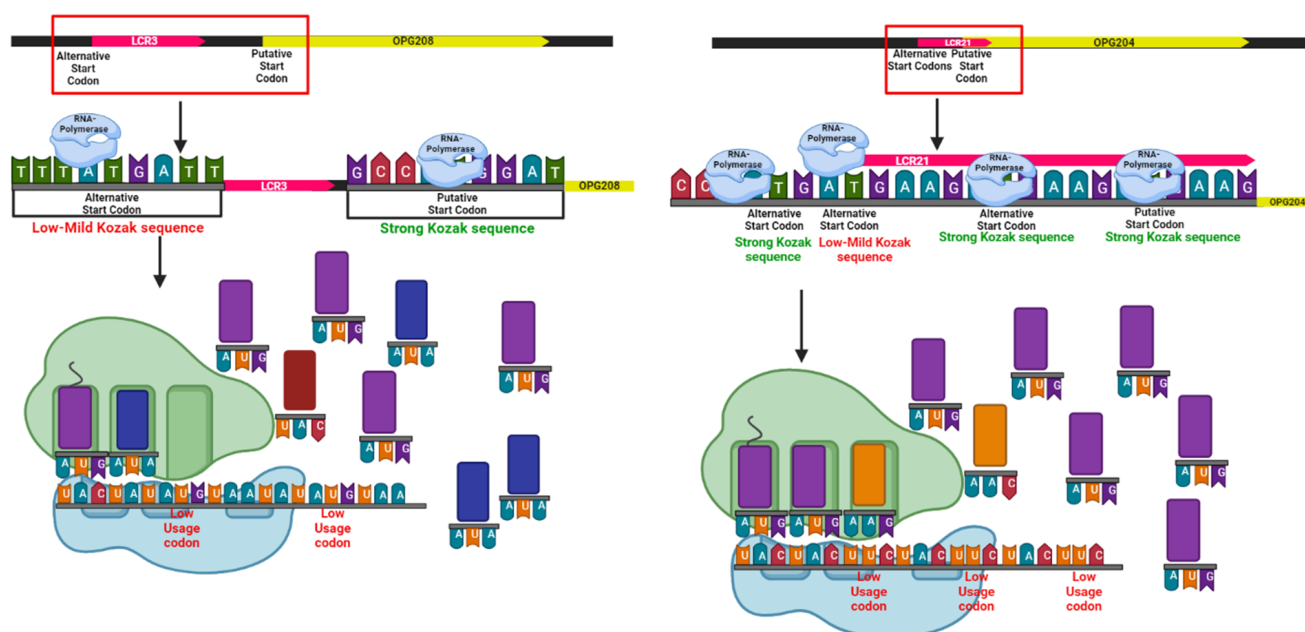 LCR3
OPG208
Alternative
Start
Codon
Putative
Start
Codon
RNA-
Polymerase
RNA-
Polymerase
T T T A T G A T T
G C C G G A T
LCR3
OPG208
Alternative
Start Codon
Putative
Start Codon
Low-Mild Kozak sequence
Strong Kozak sequence
A U G
A U G
A U A
A U G
U A C
A U G
A U G A U A
A U A
A U A
U A C U A U A U G U A A U A U A U G U A A
Low
Usage
codon
Low
Usage
codon
LCR21
OPG204
Alternative
Start Codons
Putative
Start
Codon
RNA-
Polymerase
RNA-
Polymerase
RNA-
Polymerase
RNA-
Polymerase
LCR21
C C T G A T G A A G A A G A A G
OPG204
Alternative
Start Codon
Alternative
Start Codon
Alternative
Start Codon
Putative
Start Codon
Strong Kozak
sequence
Low-Mild Kozak
sequence
Strong Kozak
sequence
Strong Kozak
sequence
A U G
A U G
A U G
A A C
A U G
A U G
A U G A U G A A G
A U G
U A C U A C U U C U A C U U C U A C U U C
Low
Usage
codon
Low
Usage
codon
Low
Usage
codon